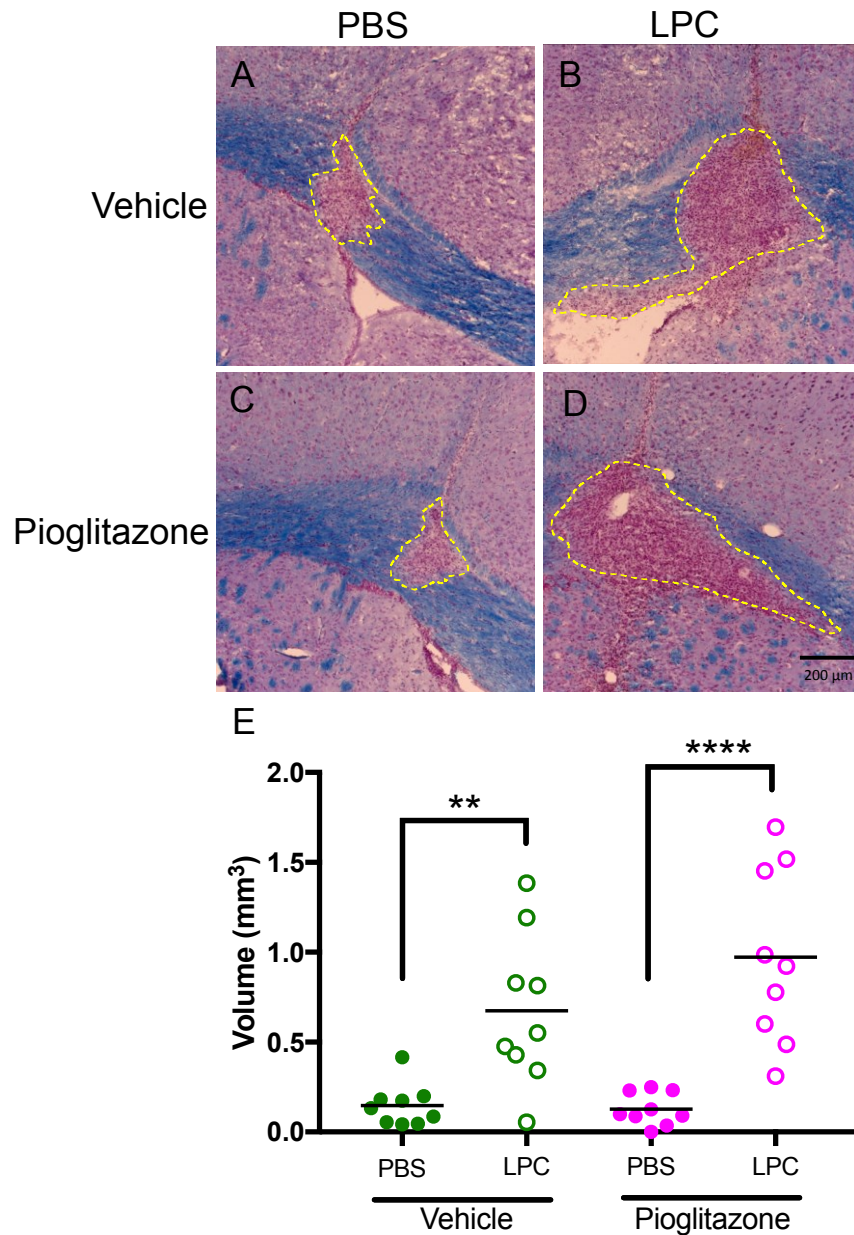 PBS LPC
A B
Vehicle
C D
Pioglitazone
200 µm
E
**
****
2.0
1.5
1.0
0.5
0.0
Volume (mm³)
PBS LPC PBS LPC
Vehicle Pioglitazone